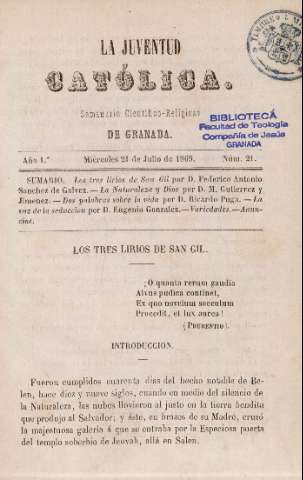 LA JUVENTUD
CATÓLICA.
Semanario Científico-Religioso
DE GRANADA.
BIBLIOTECA
Facultad de Teología
Compañía de Jesús
GRANADA
Año 1.º Miercoles 21 de Julio de 1869. Núm. 21.
SUMARIO. Los tres lirios de San Gil por D. Federico Antonio
Sanchez de Galvez.—La Naturaleza y Dios por D. M. Gutierrez y
Jimenez.—Dos palabras sobre la vida por D. Ricardo Puga.—La
voz de la seduccion por D. Eugenio Gonzalez.—Variedades.—Anun-
cios.
LOS TRES LIRIOS DE SAN GIL.
¡O quanta rerum gaudia
Alvus pudica continet,
Ex qua novellum sæculum
Procedit, et lux aurea!
(PRUDENTIO).
INTRODUCCION.
Fueron cumplidos cuarenta dias del hecho notable de Be-
len, hace diez y nueve siglos, cuando en medio del silencio de
la Naturaleza, las nubes llovieron al justo en la tierra bendita
que produjo al Salvador; y éste, en brazos de su Madre, cruzó
la majestuosa galería á que se entraba por la Especiosa puerta
del templo soberbio de Jeovah, allá en Salen.